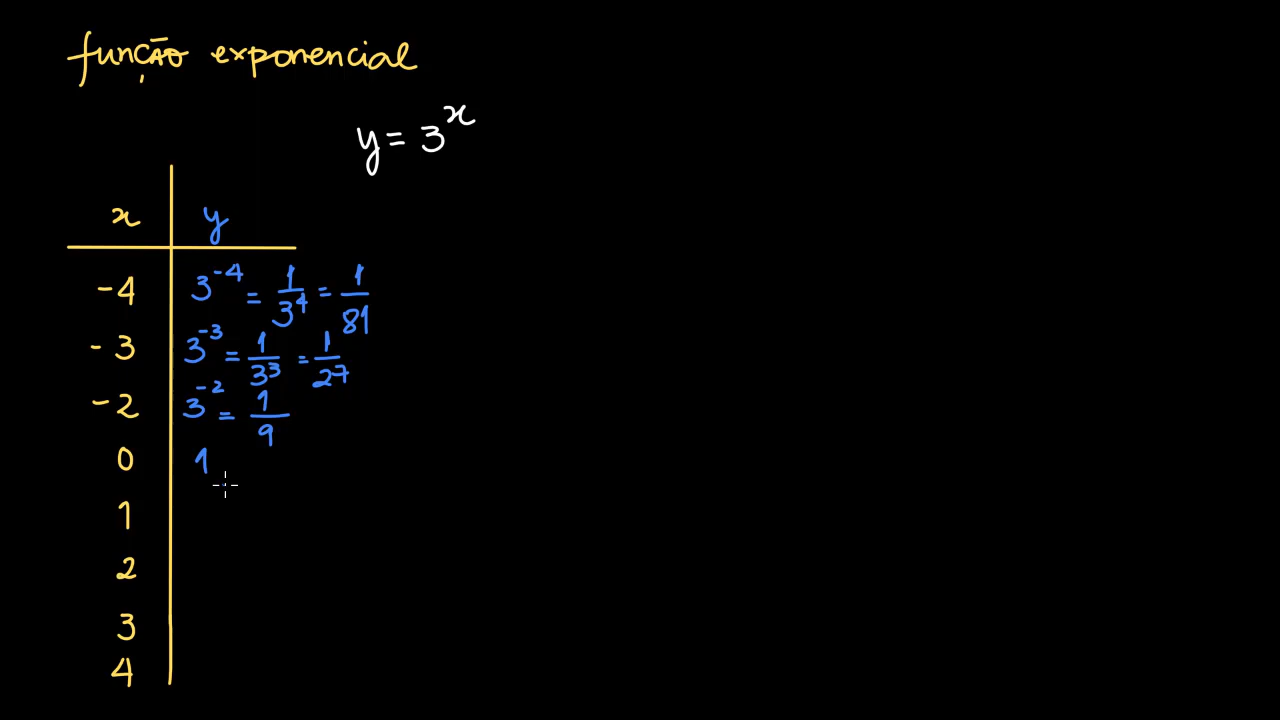 função exponencial
y = 3^x
x y
-4 3^-4 = 1/3^4 = 1/81
-3 3^-3 = 1/3^3 = 1/27
-2 3^-2 = 1/9
0 1
1
2
3
4